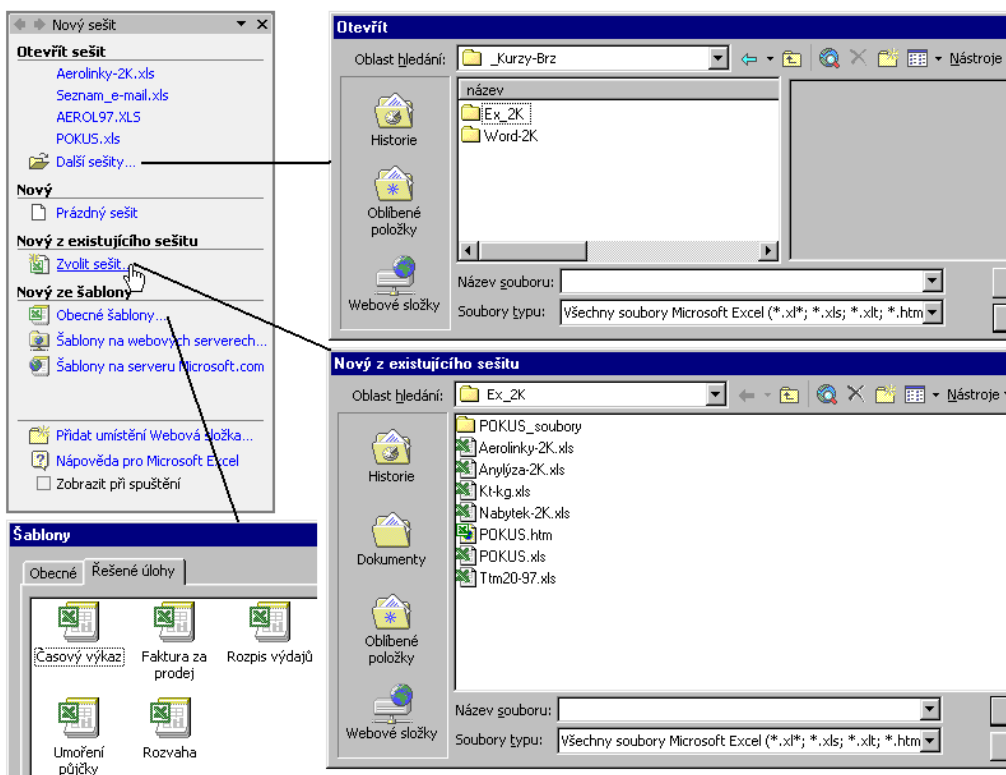 Nový sešit
Otevřít sešit
Aerolinky-2K.xls
Seznam_e-mail.xls
AEROL97.XLS
POKUS.xls
Další sešity...
Nový
Prázdný sešit
Nový z existujícího sešitu
Zvolit sešit...
Nový ze šablony
Obecné šablony...
Šablony na webových serverech...
Šablony na serveru Microsoft.com
Přidat umístění Webová složka...
Nápověda pro Microsoft Excel
Zobrazit při spuštění
Otevřít
Oblast hledání:
_Kurzy-Brz
Nástroje
název
Ex_2K
Word-2K
Historie
Oblíbené
položky
Webové složky
Název souboru:
Soubory typu:
Všechny soubory Microsoft Excel (*.xl*; *.xls; *.xlt; *.htm
Nový z existujícího sešitu
Oblast hledání:
Ex_2K
Nástroje
POKUS_soubory
Aerolinky-2K.xls
Anylýza-2K.xls
Kt-kg.xls
Nabytek-2K.xls
POKUS.htm
POKUS.xls
Ttm20-97.xls
Historie
Dokumenty
Oblíbené
položky
Webové složky
Název souboru:
Soubory typu:
Všechny soubory Microsoft Excel (*.xl*; *.xls; *.xlt; *.htm
Šablony
Obecné
Řešené úlohy
Časový výkaz
Faktura za
prodej
Rozpis výdajů
Umoření
půjčky
Rozvaha